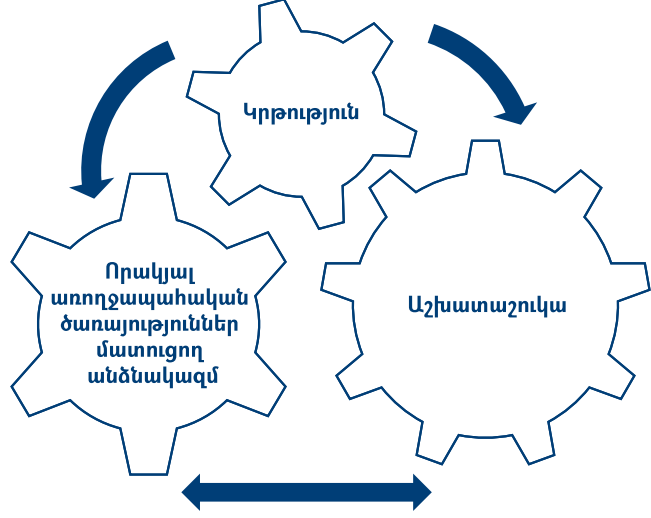 Կրթություն
Որակյալ
առողջապահական
ծառայություններ
մատուցող
անձնակազմ
Աշխատաշուկա